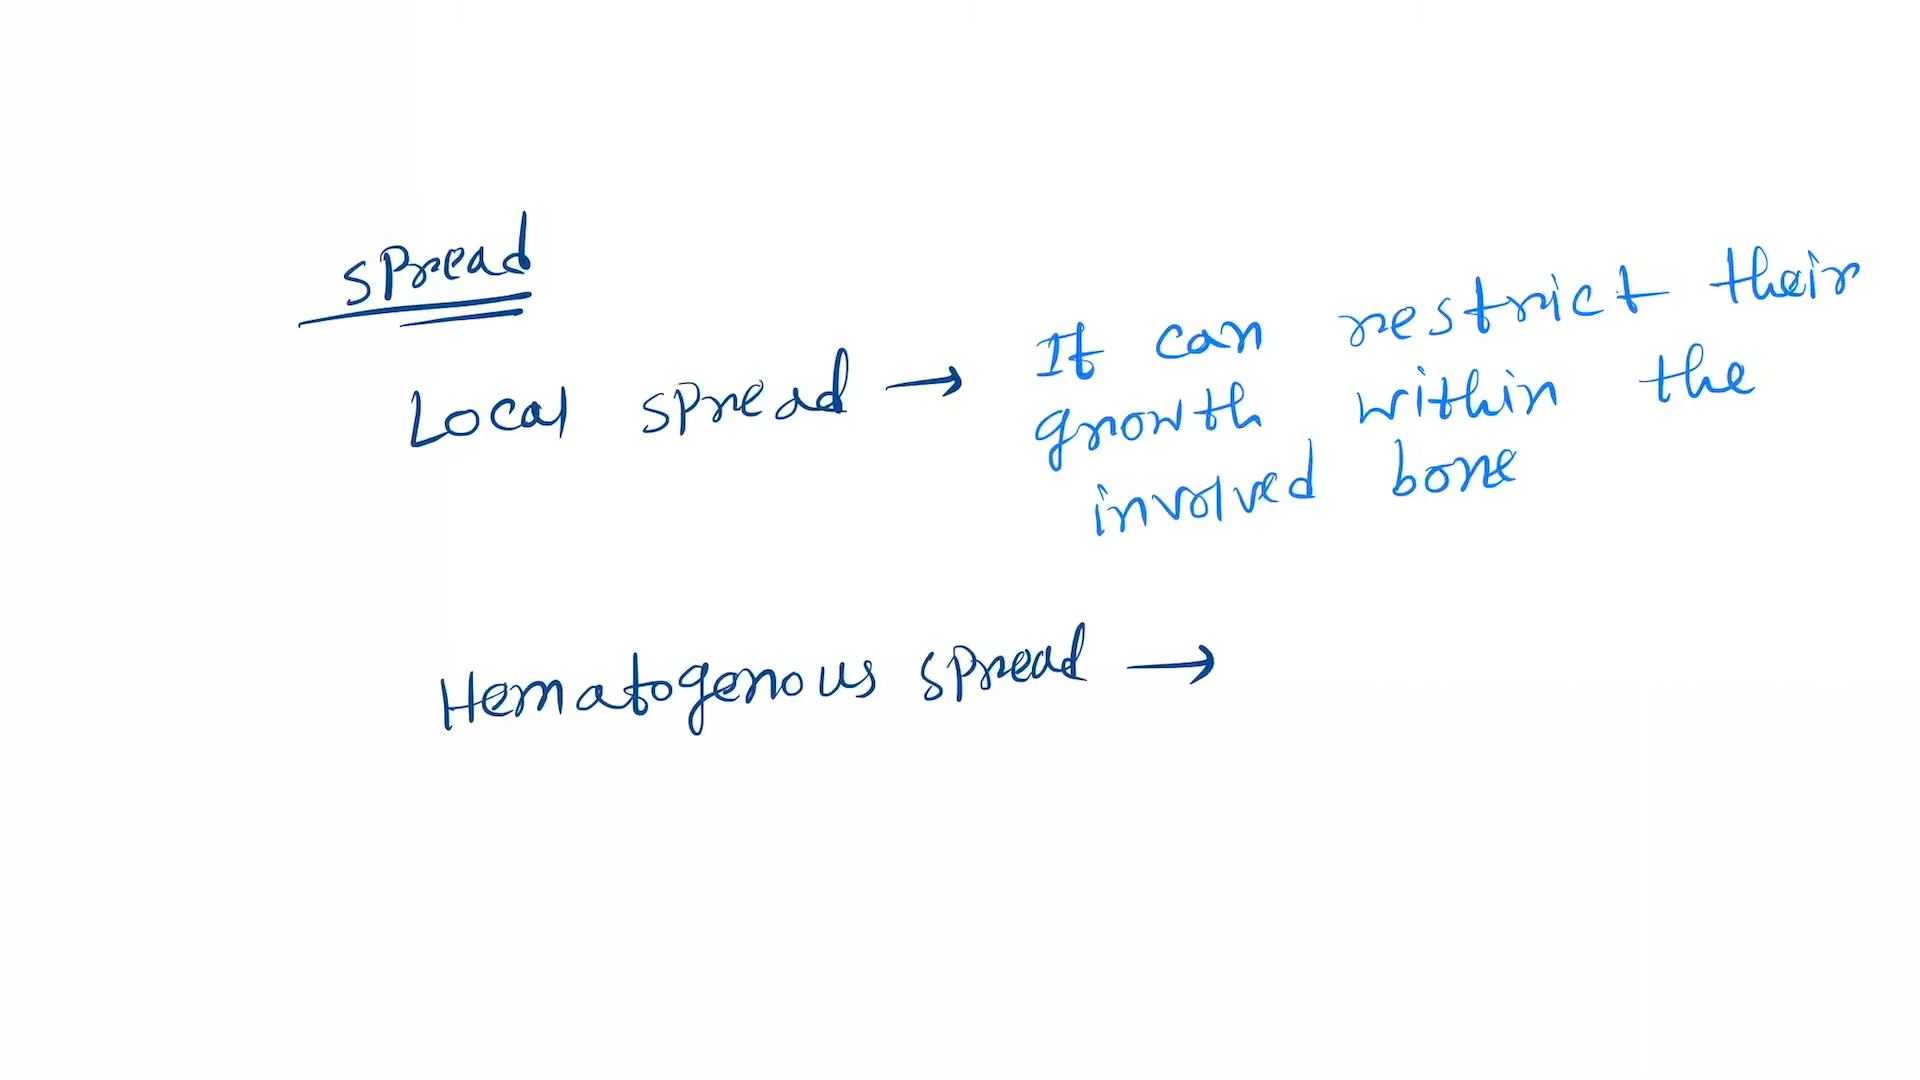 spread
Local spread → It can restrict their
growth within the
involved bone
Hematogenous spread →